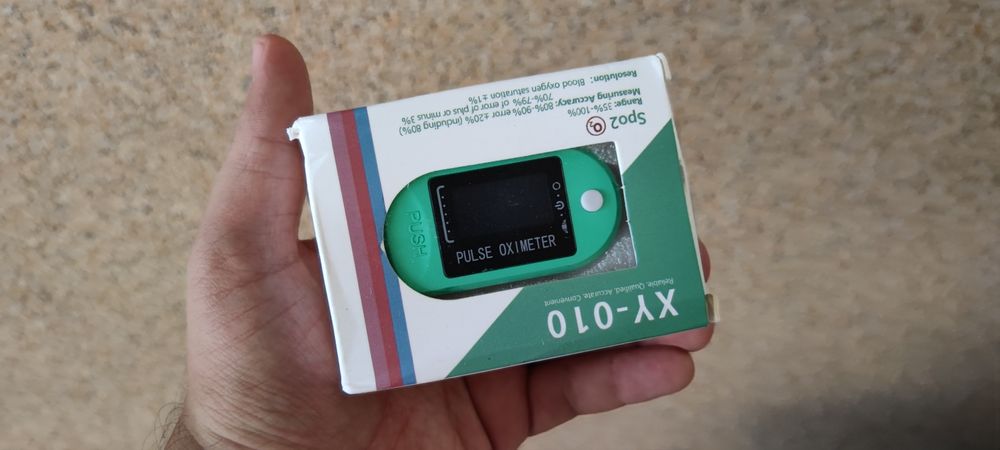 XY-010
Reliable, Qualified, Accurate, Convenient
PULSE OXIMETER
PUSH
Spo2 O2
Range: 35%-100%
Measuring Accuracy: 80%-90% error ±20% (including 80%)
70%-79% of error of plus or minus 3%
Resolution: Blood oxygen saturation ±1%